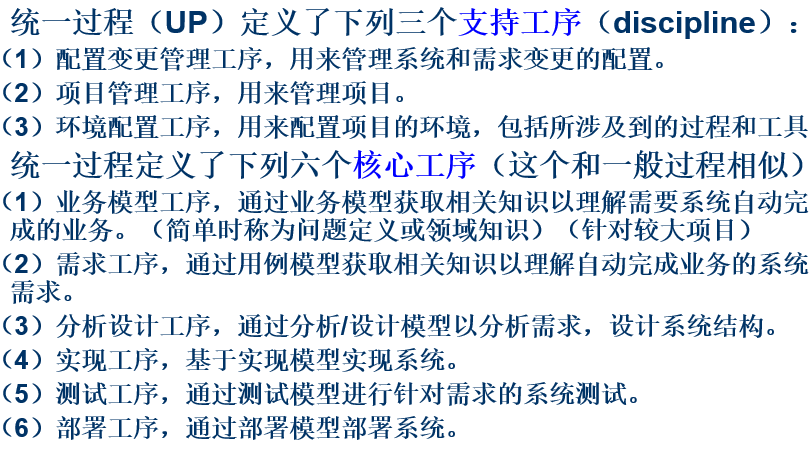 统一过程（UP）定义了下列三个支持工序（discipline）：
（1）配置变更管理工序，用来管理系统和需求变更的配置。
（2）项目管理工序，用来管理项目。
（3）环境配置工序，用来配置项目的环境，包括所涉及到的过程和工具
统一过程定义了下列六个核心工序（这个和一般过程相似）
（1）业务模型工序，通过业务模型获取相关知识以理解需要系统自动完
成的业务。（简单时称为问题定义或领域知识）（针对较大项目）
（2）需求工序，通过用例模型获取相关知识以理解自动完成业务的系统
需求。
（3）分析设计工序，通过分析/设计模型以分析需求，设计系统结构。
（4）实现工序，基于实现模型实现系统。
（5）测试工序，通过测试模型进行针对需求的系统测试。
（6）部署工序，通过部署模型部署系统。